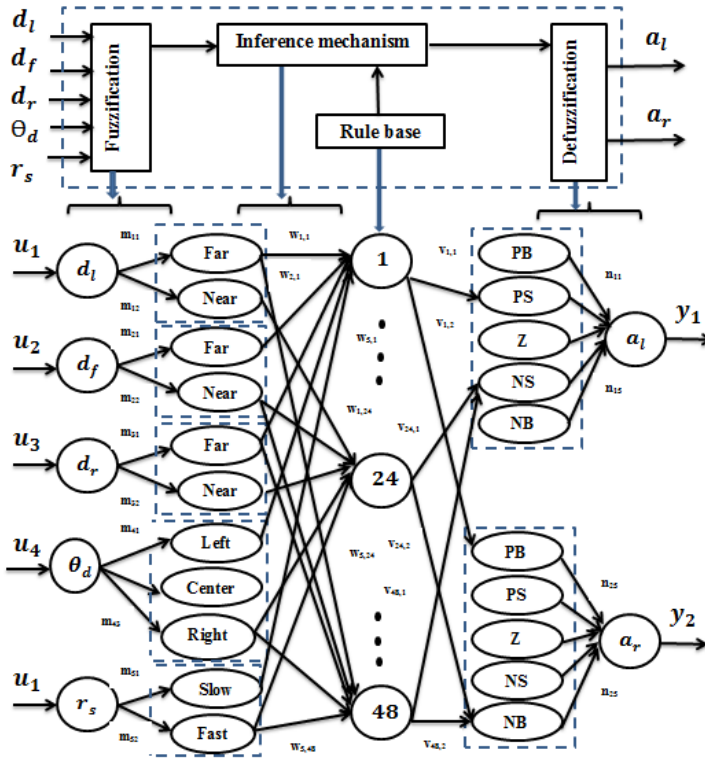 d_l
d_f
d_r
Θ_d
r_s
Fuzzification
Inference mechanism
Rule base
Defuzzification
a_l
a_r
u_1
d_l
m_11
m_12
Far
Near
u_2
d_f
m_21
m_22
Far
Near
u_3
d_r
m_31
m_32
Far
Near
u_4
θ_d
m_41
m_43
Left
Center
Right
u_1
r_s
m_51
m_52
Slow
Fast
w_1,1
w_2,1
w_5,1
w_1,24
w_5,24
w_5,48
1
24
48
v_1,1
v_1,2
v_24,1
v_24,2
v_48,1
v_48,2
PB
PS
Z
NS
NB
n_11
n_15
a_l
y_1
PB
PS
Z
NS
NB
n_25
n_25
a_r
y_2